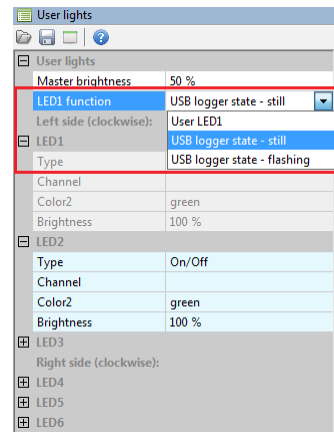 User lights
User lights
Master brightness 50 %
LED1 function USB logger state - still
Left side (clockwise): User LED1
LED1 USB logger state - still
Type USB logger state - flashing
Channel
Color2 green
Brightness 100 %
LED2
Type On/Off
Channel
Color2 green
Brightness 100 %
LED3
Right side (clockwise):
LED4
LED5
LED6